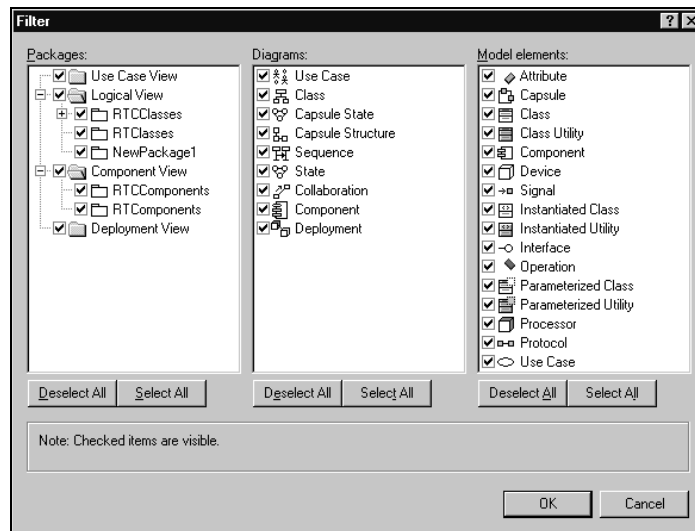 Filter
Packages:
Use Case View
Logical View
RTCClasses
RTClasses
NewPackage1
Component View
RTCComponents
RTComponents
Deployment View
Deselect All
Select All
Diagrams:
Use Case
Class
Capsule State
Capsule Structure
Sequence
State
Collaboration
Component
Deployment
Deselect All
Select All
Model elements:
Attribute
Capsule
Class
Class Utility
Component
Device
Signal
Instantiated Class
Instantiated Utility
Interface
Operation
Parameterized Class
Parameterized Utility
Processor
Protocol
Use Case
Deselect All
Select All
Note: Checked items are visible.
OK
Cancel